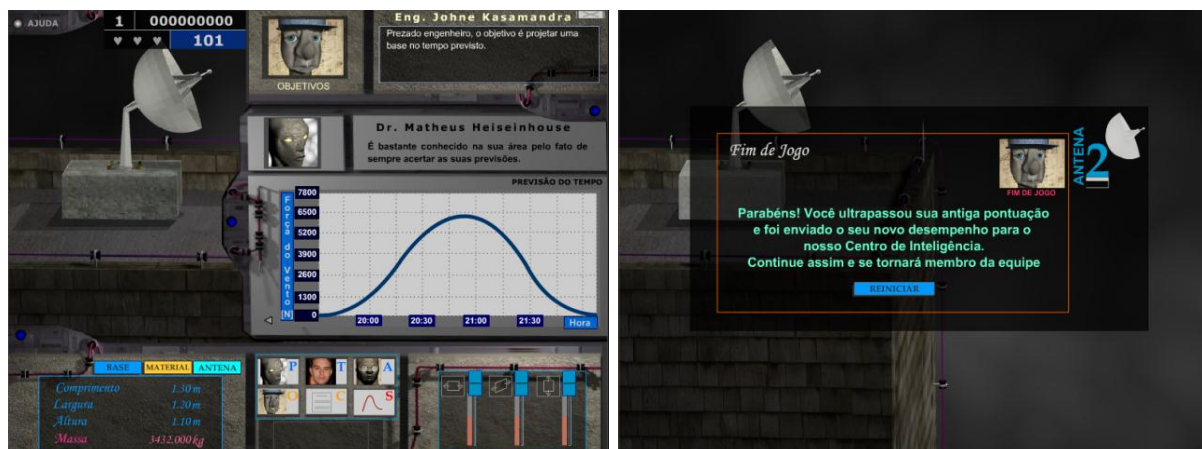 AJUDA
1 000000000
101
OBJETIVOS
Eng. Johne Kasamandra
Prezado engenheiro, o objetivo é projetar uma
base no tempo previsto.
Dr. Matheus Heiseinhouse
É bastante conhecido na sua área pelo fato de
sempre acertar as suas previsões.
PREVISÃO DO TEMPO
Força do Vento [N]
7800
6500
5200
3900
2600
1300
0
20:00 20:30 21:00 21:30 Hora
BASE MATERIAL ANTENA
Comprimento 1.30 m
Largura 1.20 m
Altura 1.10 m
Massa 3432,000 kg
P T A
O C S
Fim de Jogo
FIM DE JOGO
ANTENA 2
Parabéns! Você ultrapassou sua antiga pontuação
e foi enviado o seu novo desempenho para o
nosso Centro de Inteligência.
Continue assim e se tornará membro da equipe
REINICIAR